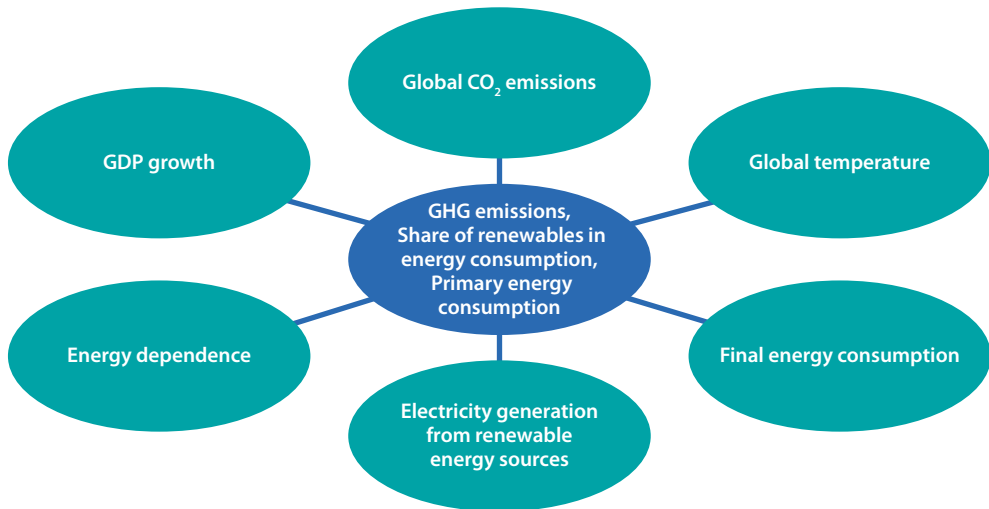 Global CO₂ emissions
GDP growth
Global temperature
GHG emissions,
Share of renewables in
energy consumption,
Primary energy
consumption
Energy dependence
Final energy consumption
Electricity generation
from renewable
energy sources